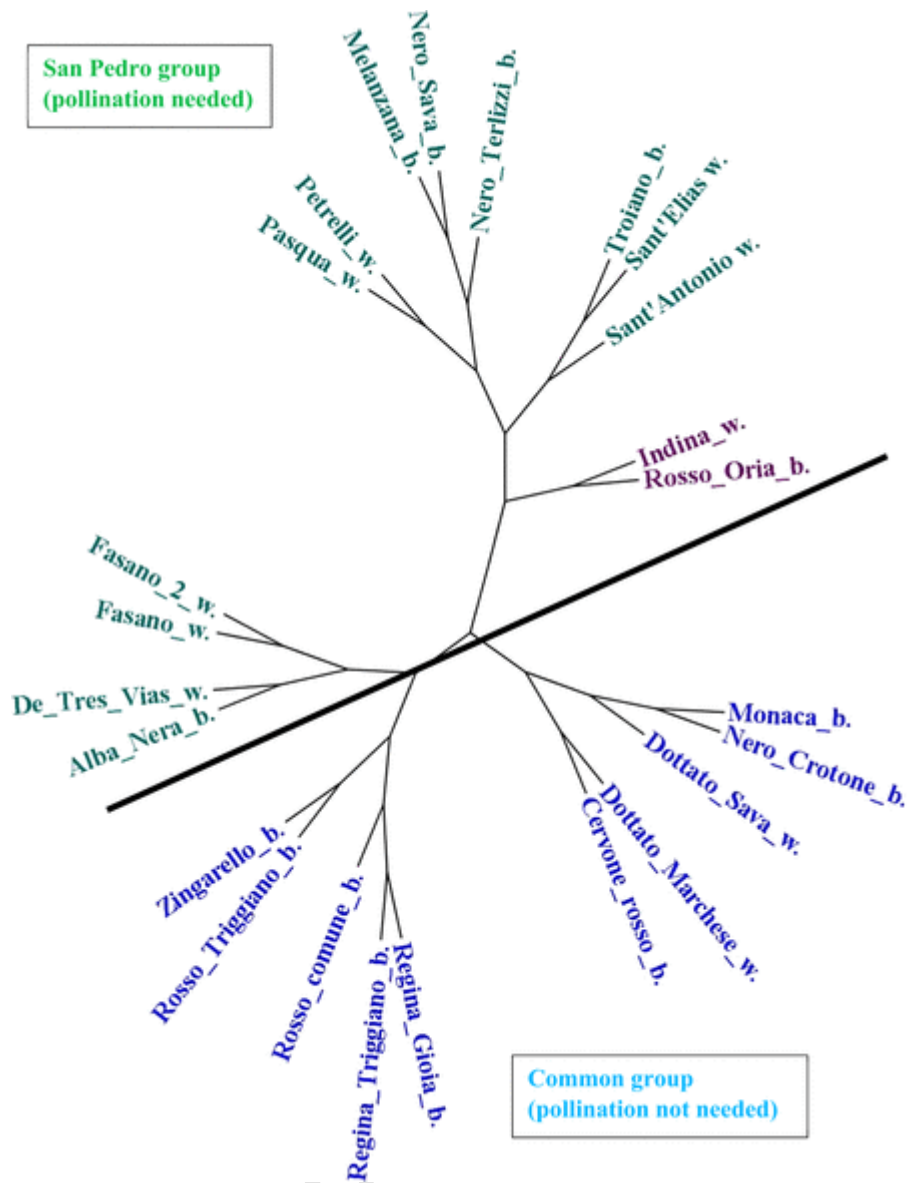 San Pedro group
(pollination needed)
Melanzana_b.
Nero_Sava_b.
Nero_Terlizzi_b.
Petrelli_w.
Pasqua_w.
Troiano_b.
Sant'Elias w.
Sant'Antonio w.
Indina_w.
Rosso_Oria_b.
Fasano_2_w.
Fasano_w.
De_Tres_Vias_w.
Alba_Nera_b.
Monaca_b.
Nero_Crotone_b.
Dottato_Sava_w.
Dottato_Marchese_w.
Cervone_rosso_b.
Zingarello_b.
Rosso_Triggiano_b.
Rosso_comune_b.
Regina_Triggiano_b.
Regina_Gioia_b.
Common group
(pollination not needed)